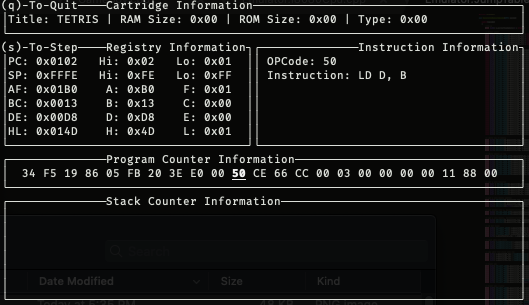 (q)-To-Quit Cartridge Information
Title: TETRIS | RAM Size: 0x00 | ROM Size: 0x00 | Type: 0x00
(s)-To-Step Registry Information Instruction Information
PC: 0x0102 Hi: 0x02 Lo: 0x01 OPCode: 50
SP: 0xFFFE Hi: 0xFE Lo: 0xFF Instruction: LD D, B
AF: 0x01B0 A: 0xB0 F: 0x01
BC: 0x0013 B: 0x13 C: 0x00
DE: 0x00D8 D: 0xD8 E: 0x00
HL: 0x014D H: 0x4D L: 0x01
Program Counter Information
34 F5 19 86 05 FB 20 3E E0 00 50 CE 66 CC 00 03 00 00 00 00 11 88 00
Stack Counter Information
Search
Date Modified Size Kind